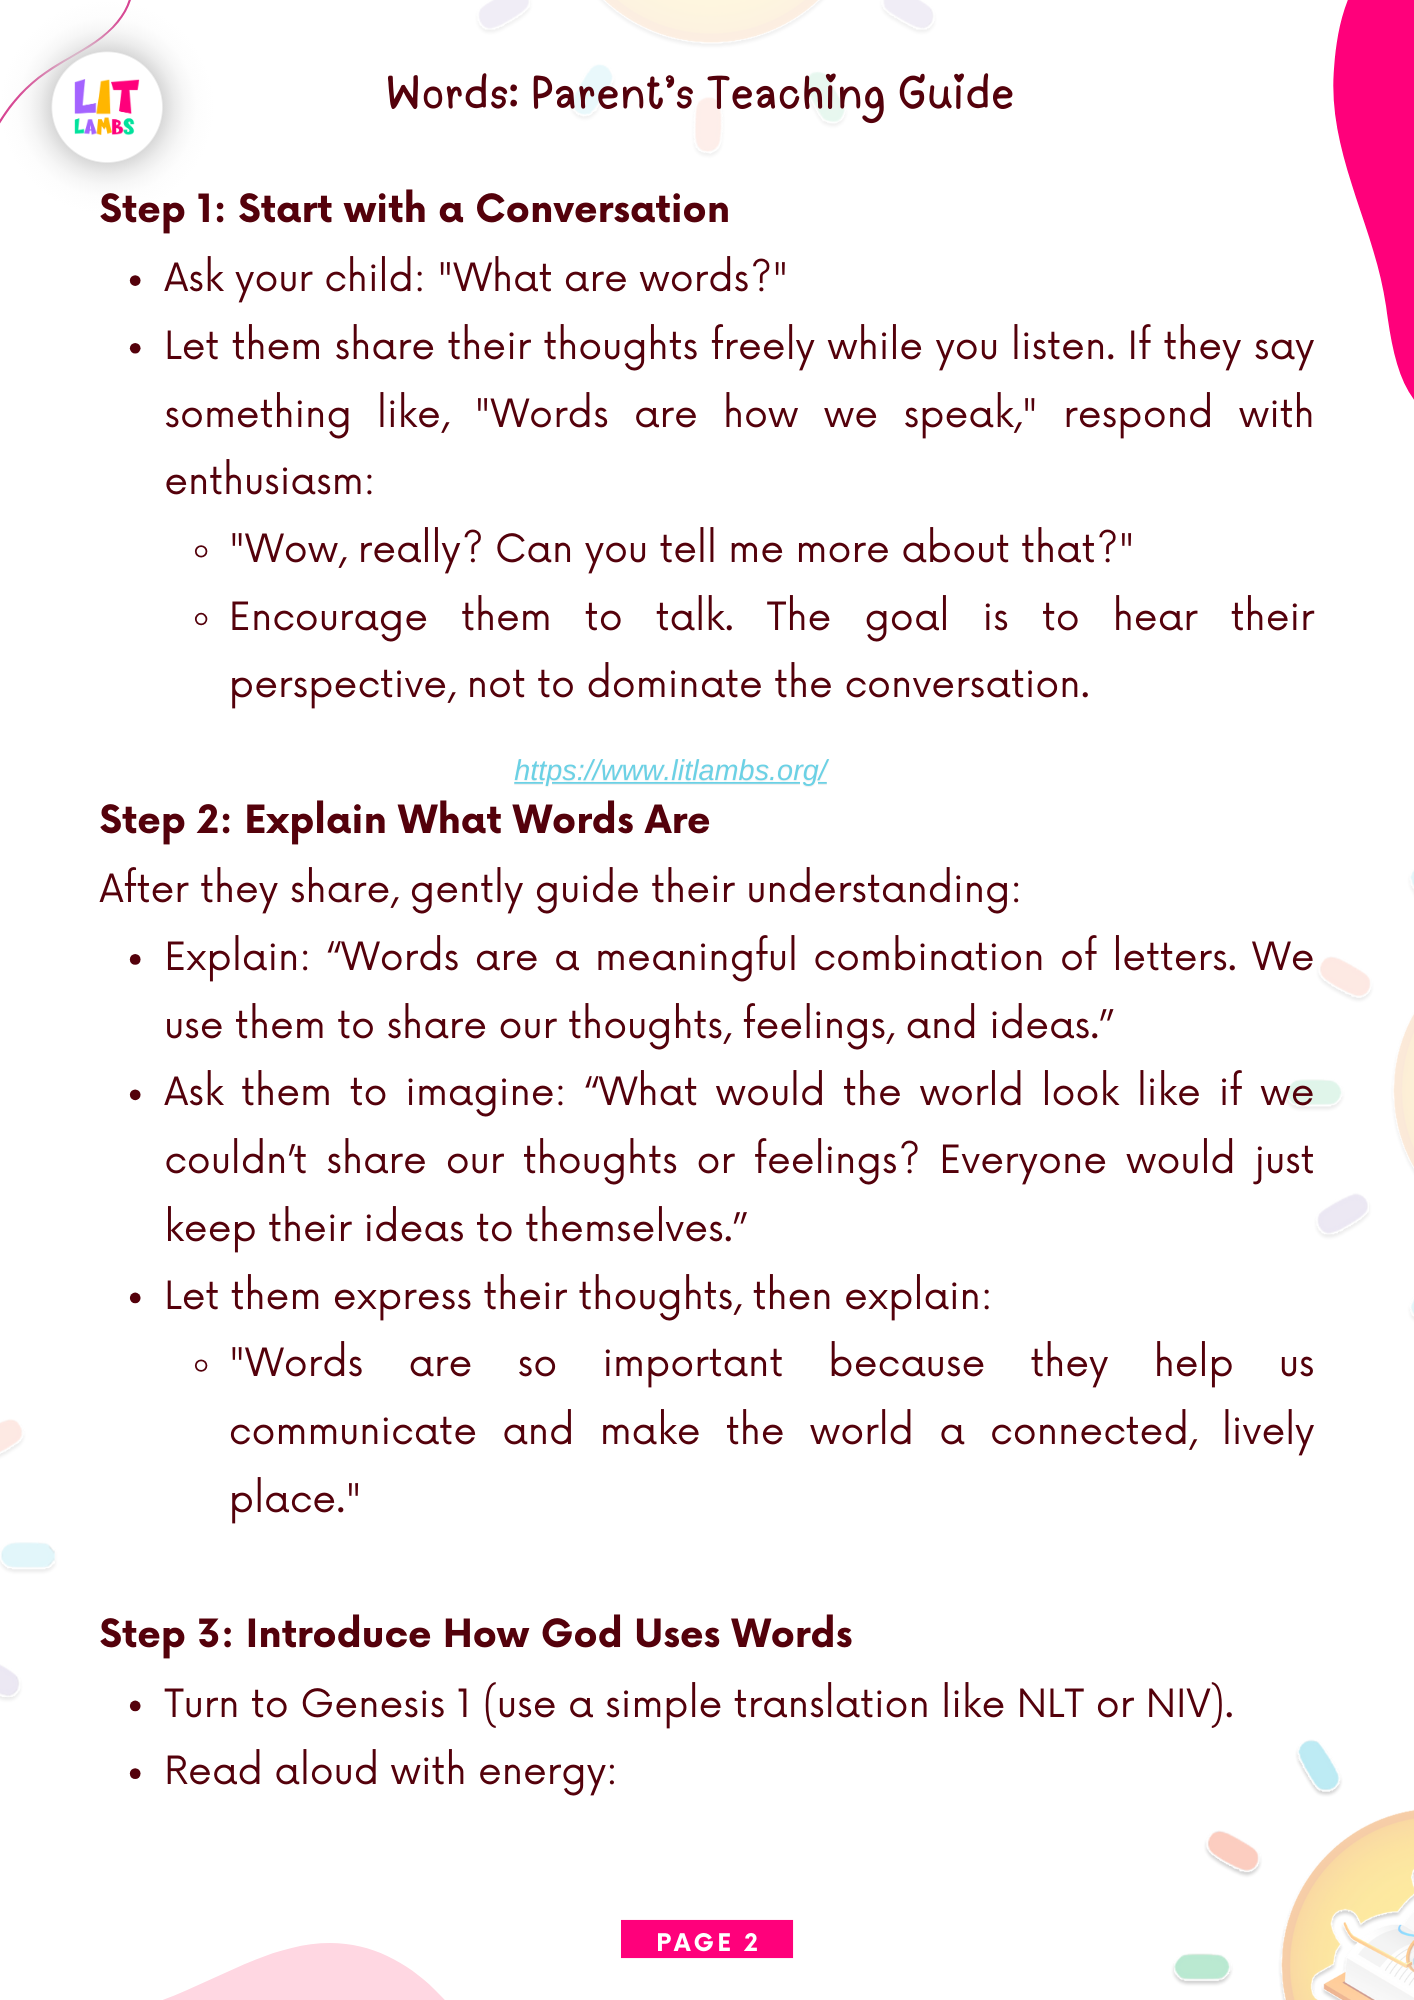 LIT
LAMBS
Words: Parent’s Teaching Guide
Step 1: Start with a Conversation
• Ask your child: "What are words?"
• Let them share their thoughts freely while you listen. If they say
something like, "Words are how we speak," respond with
enthusiasm:
◦ "Wow, really? Can you tell me more about that?"
◦ Encourage them to talk. The goal is to hear their
perspective, not to dominate the conversation.
https://www.litlambs.org/
Step 2: Explain What Words Are
After they share, gently guide their understanding:
• Explain: “Words are a meaningful combination of letters. We
use them to share our thoughts, feelings, and ideas.”
• Ask them to imagine: “What would the world look like if we
couldn’t share our thoughts or feelings? Everyone would just
keep their ideas to themselves.”
• Let them express their thoughts, then explain:
◦ "Words are so important because they help us
communicate and make the world a connected, lively
place."
Step 3: Introduce How God Uses Words
• Turn to Genesis 1 (use a simple translation like NLT or NIV).
• Read aloud with energy:
PAGE 2